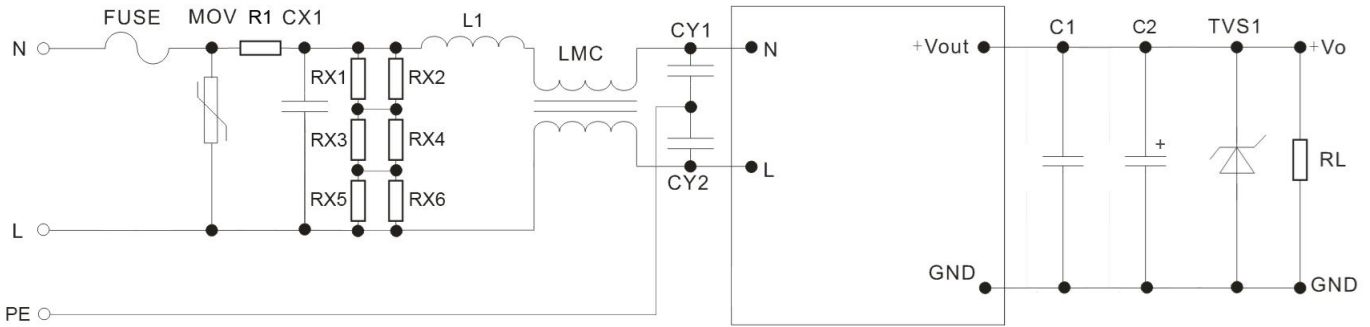 FUSE MOV R1 CX1 L1 LMC CY1 C1 C2 TVS1
N N +Vout +Vo
RX1 RX2
RX3 RX4 + RL
RX5 RX6 CY2 L
L GND GND
PE